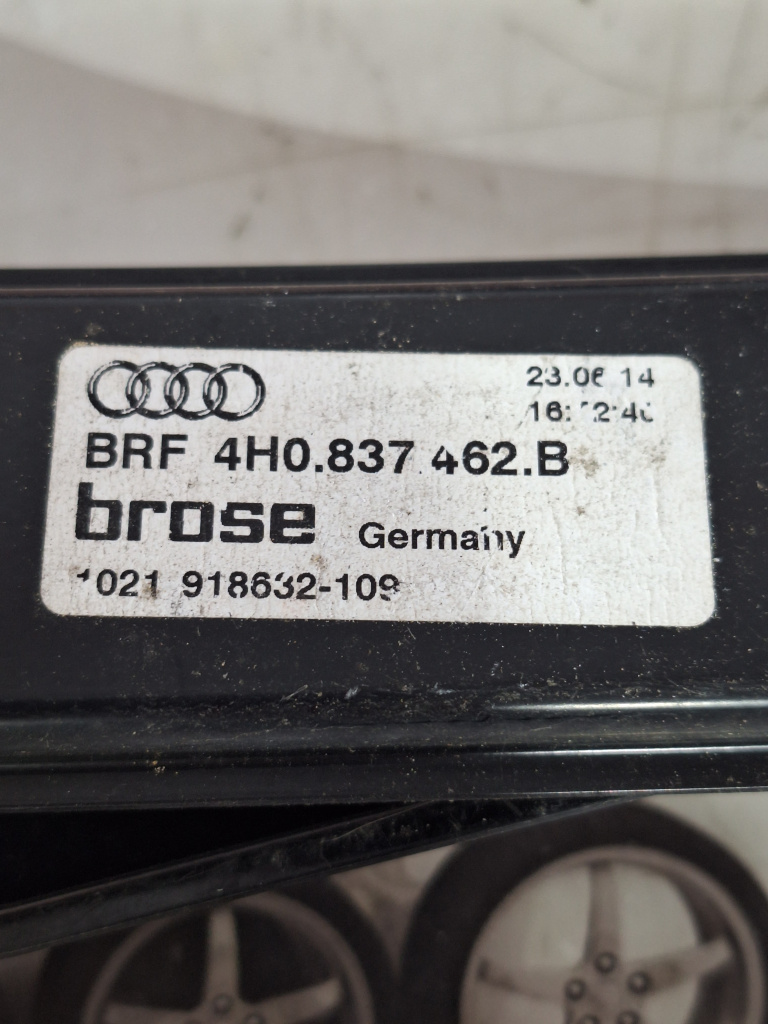 23.06 14
BRF 4H0.837.462.B
brose Germany
1021 918632-109